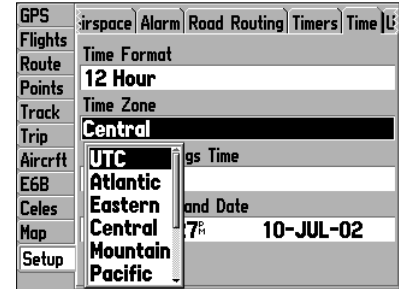 GPS
Flights
Route
Points
Track
Trip
Aircrft
E6B
Celes
Map
Setup
irspace Alarm Road Routing Timers Time
Time Format
12 Hour
Time Zone
Central
UTC
Atlantic
Eastern
Central
Mountain
Pacific
gs Time
and Date
7PM 10-JUL-02